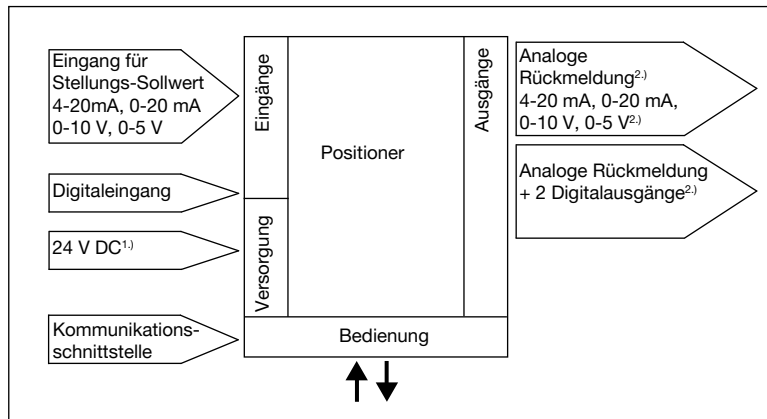 Eingang für
Stellungs-Sollwert
4-20mA, 0-20 mA
0-10 V, 0-5 V
Digitaleingang
24 V DC1.)
Kommunikations-
schnittstelle
Eingänge
Versorgung
Positioner
Ausgänge
Bedienung
Analoge
Rückmeldung2.)
4-20 mA, 0-20 mA,
0-10 V, 0-5 V2.)
Analoge Rückmeldung
+ 2 Digitalausgänge2.)